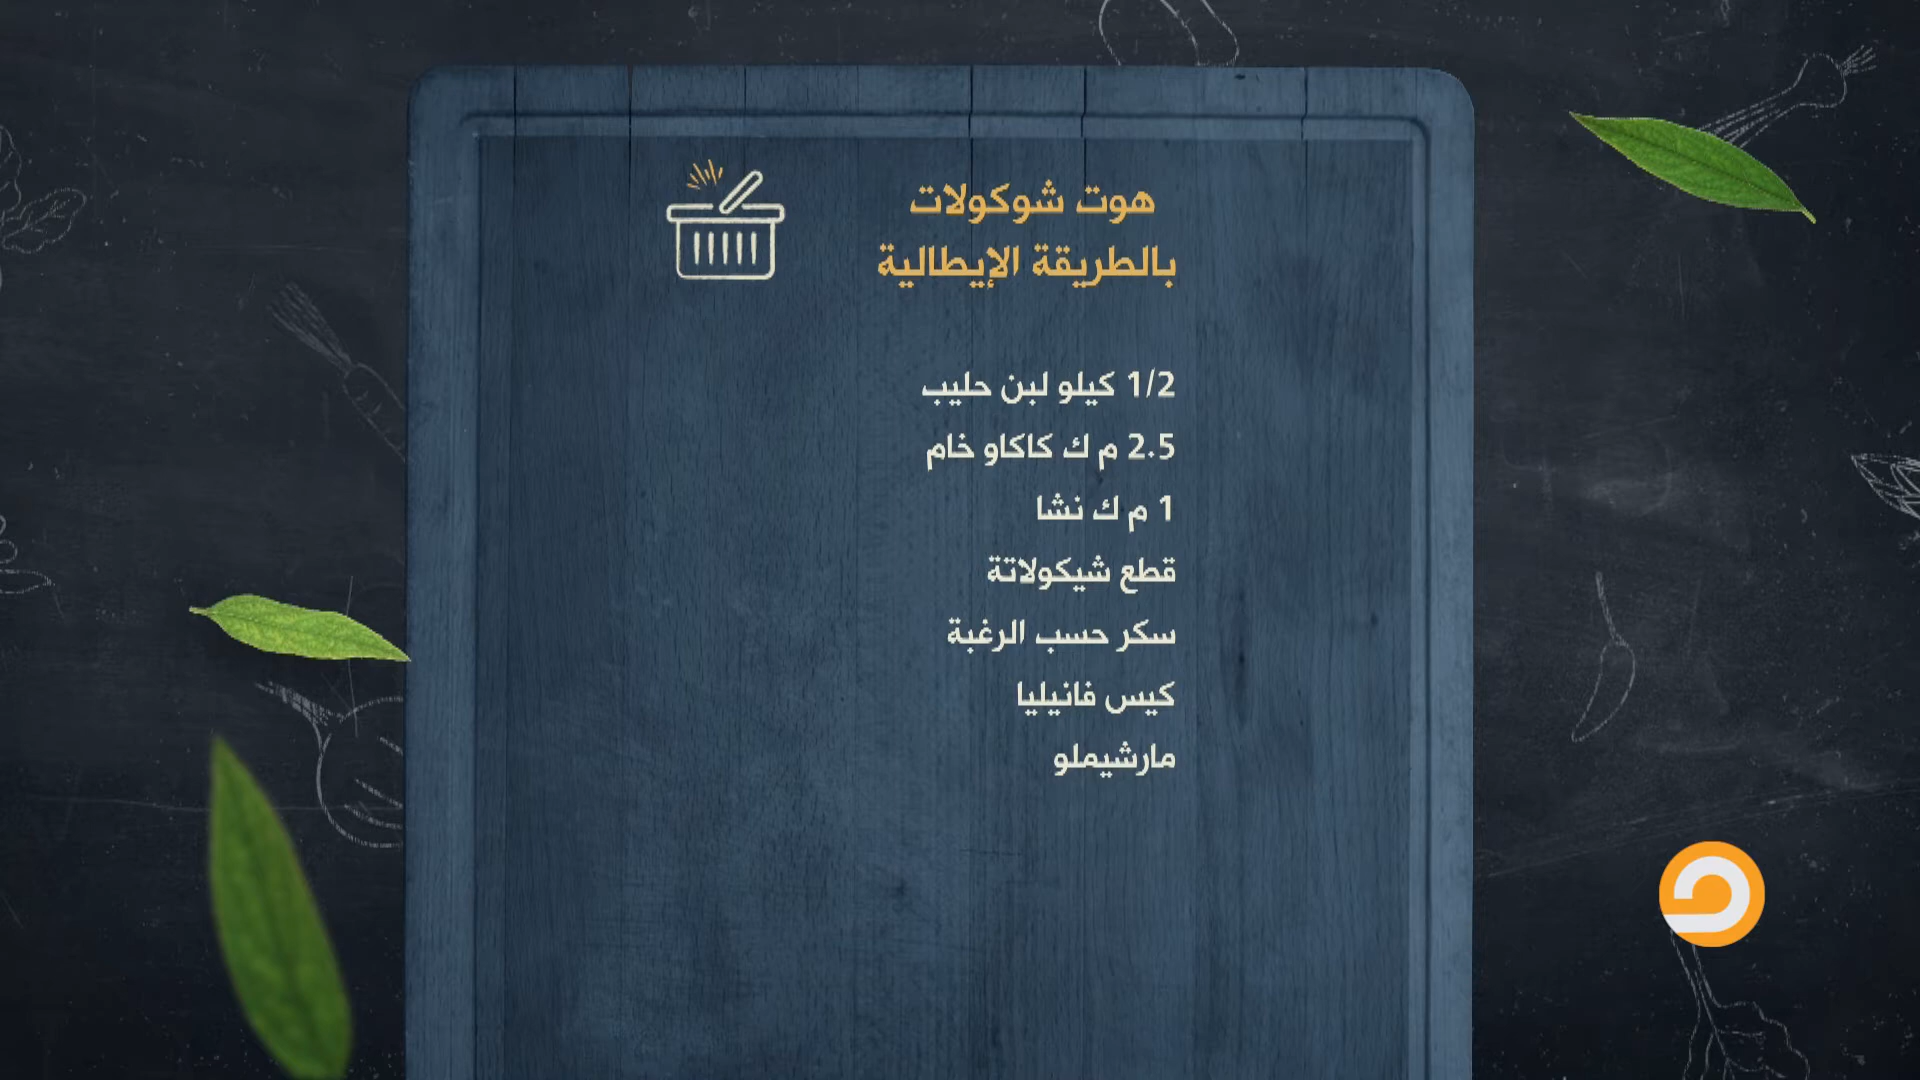 هوت شوكولات
بالطريقة الإيطالية
1/2 كيلو لبن حليب
2.5 م ك كاكاو خام
1 م ك نشا
قطع شيكولاتة
سكر حسب الرغبة
كيس فانيليا
مارشيملو